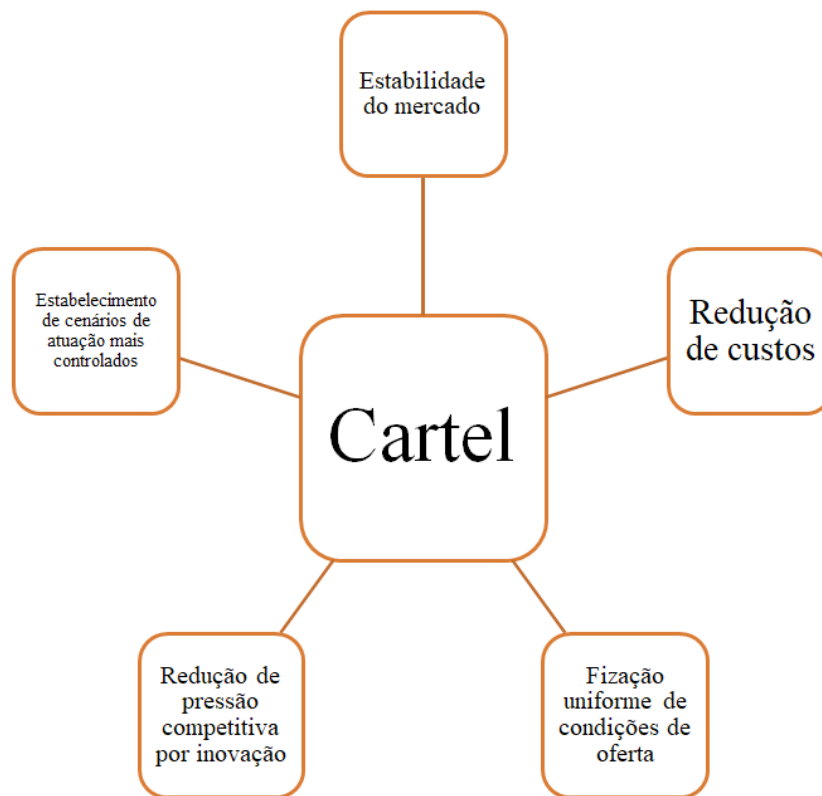 Estabilidade
do mercado
Estabelecimento
de cenários de
atuação mais
controlados
Redução
de custos
Cartel
Redução de
pressão
competitiva
por inovação
Fização
uniforme de
condições de
oferta